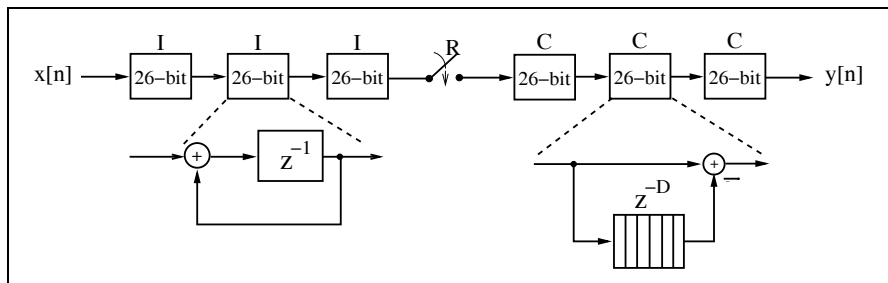 I I I R C C C
x[n] 26-bit 26-bit 26-bit 26-bit 26-bit 26-bit y[n]
+ z⁻¹ +
−
z⁻ᴰ